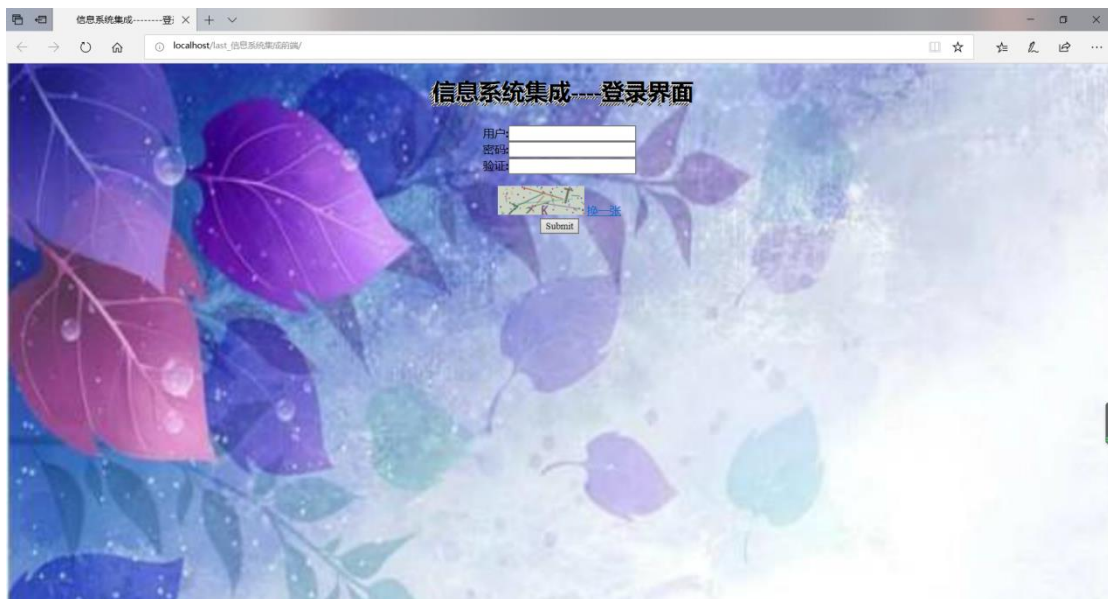 信息系统集成--------登
localhost/last_信息系统集成前端/
信息系统集成----登录界面
用户:
密码:
验证:
换一张
Submit